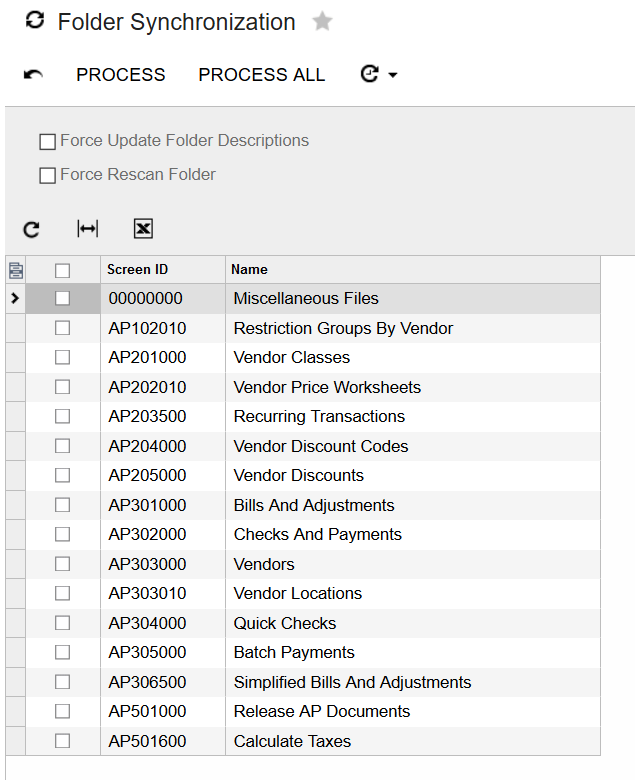 Folder Synchronization
PROCESS PROCESS ALL
Force Update Folder Descriptions
Force Rescan Folder
Screen ID Name
00000000 Miscellaneous Files
AP102010 Restriction Groups By Vendor
AP201000 Vendor Classes
AP202010 Vendor Price Worksheets
AP203500 Recurring Transactions
AP204000 Vendor Discount Codes
AP205000 Vendor Discounts
AP301000 Bills And Adjustments
AP302000 Checks And Payments
AP303000 Vendors
AP303010 Vendor Locations
AP304000 Quick Checks
AP305000 Batch Payments
AP306500 Simplified Bills And Adjustments
AP501000 Release AP Documents
AP501600 Calculate Taxes